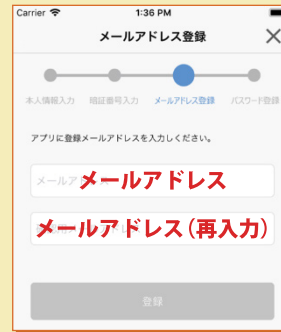 Carrier 1:36 PM
メールアドレス登録
本人情報入力 暗証番号入力 メールアドレス登録 パスワード登録
アプリに登録メールアドレスを入力しください。
メールアドレス
メールアドレス(再入力)
登録